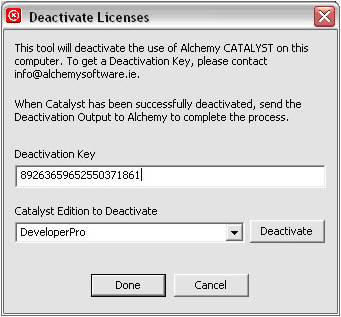 Deactivate Licenses
This tool will deactivate the use of Alchemy CATALYST on this
computer. To get a Deactivation Key, please contact
info@alchemysoftware.ie.
When Catalyst has been successfully deactivated, send the
Deactivation Output to Alchemy to complete the process.
Deactivation Key
89263659652550371861
Catalyst Edition to Deactivate
DeveloperPro
Deactivate
Done
Cancel